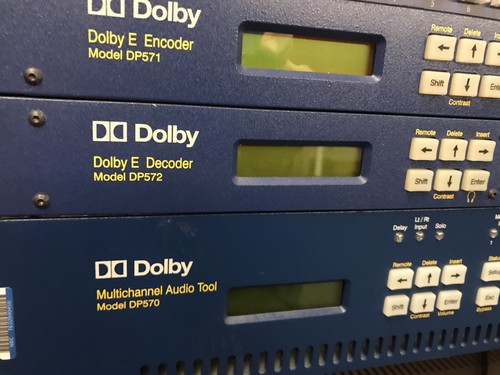 Dolby
Dolby E Encoder
Model DP571
Remote Delete
Shift Ente
Contrast
Dolby
Dolby E Decoder
Model DP572
Remote Delete Insert
Shift Enter
Contrast
Lt / Rt
Delay Input Solo
Dolby
Multichannel Audio Tool
Model DP570
Remote Delete Insert
Shift Enter
Contrast Volume
Esc
Bypass